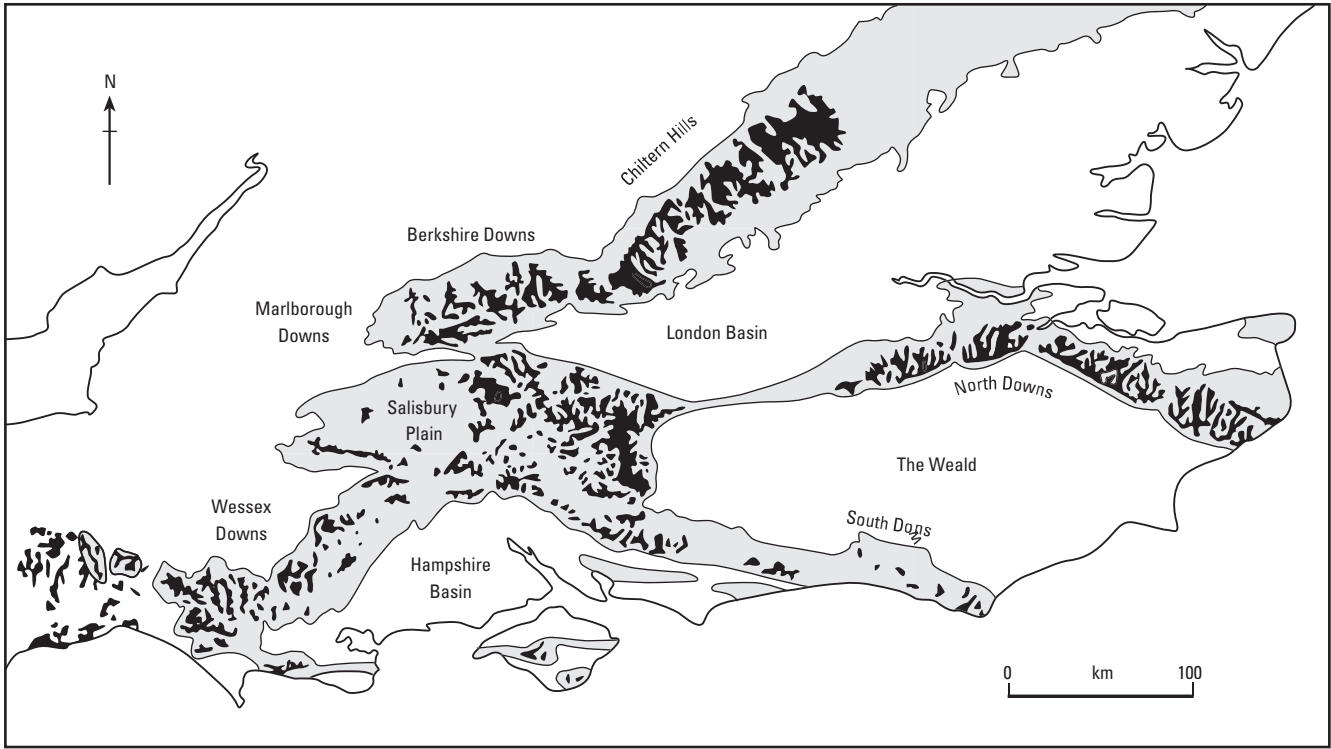 N
Chiltern Hills
Berkshire Downs
Marlborough
Downs
London Basin
North Downs
Salisbury
Plain
The Weald
Wessex
Downs
South Dons
Hampshire
Basin
0 km 100